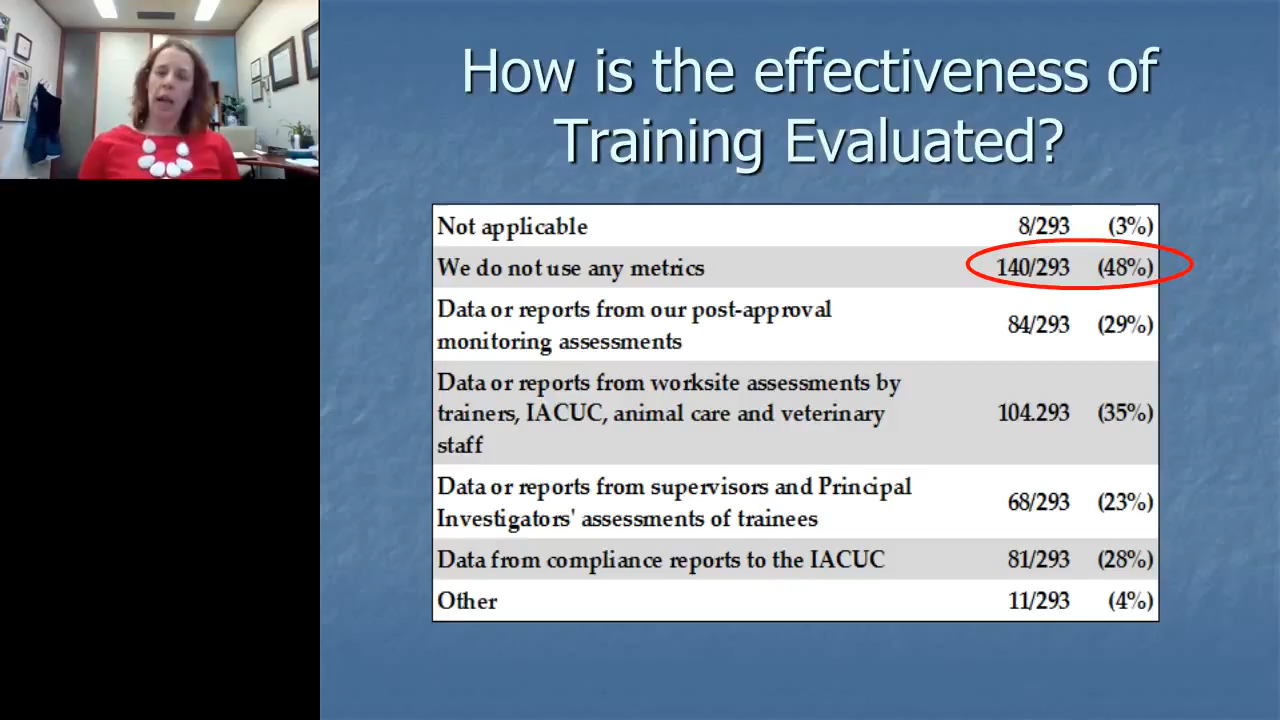 How is the effectiveness of
Training Evaluated?
Not applicable 8/293 (3%)
We do not use any metrics 140/293 (48%)
Data or reports from our post-approval
monitoring assessments 84/293 (29%)
Data or reports from worksite assessments by
trainers, IACUC, animal care and veterinary 104.293 (35%)
staff
Data or reports from supervisors and Principal
Investigators' assessments of trainees 68/293 (23%)
Data from compliance reports to the IACUC 81/293 (28%)
Other 11/293 (4%)